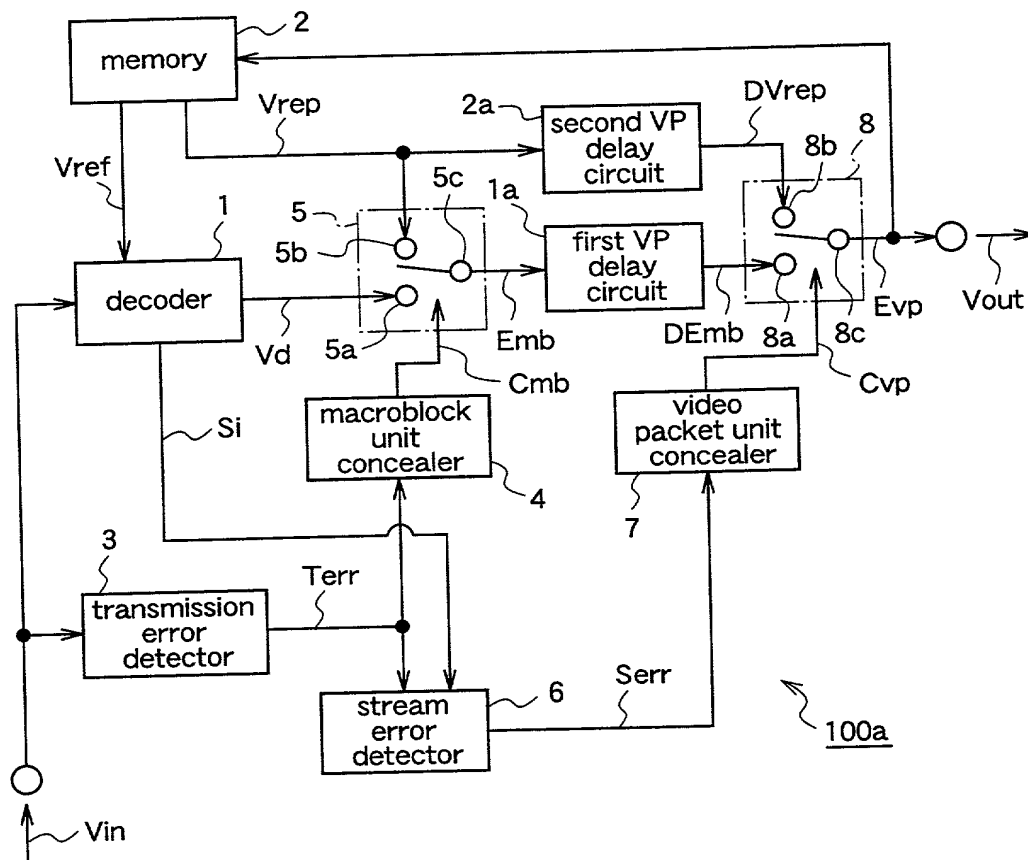 2
memory
Vrep
2a
second VP
delay
circuit
DVrep
8
8b
Vref
1
5
5b
5c
1a
first VP
delay
circuit
decoder
Vd
5a
Emb
DEmb
8a
8c
Evp
Vout
Cmb
Cvp
Si
macroblock
unit
concealer
4
video
packet unit
concealer
7
3
transmission
error
detector
Terr
stream
error
detector
6
Serr
100a
Vin